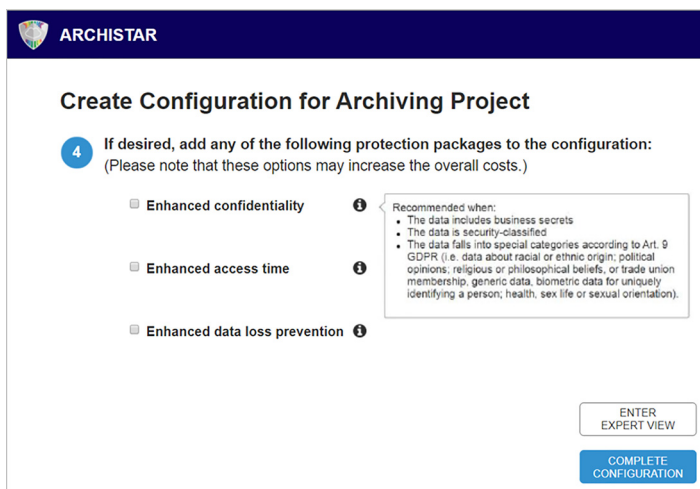 ARCHISTAR
Create Configuration for Archiving Project
4
If desired, add any of the following protection packages to the configuration:
(Please note that these options may increase the overall costs.)
Enhanced confidentiality
Recommended when:
• The data includes business secrets
• The data is security-classified
• The data falls into special categories according to Art. 9
GDPR (i.e. data about racial or ethnic origin; political
opinions; religious or philosophical beliefs, or trade union
membership, generic data, biometric data for uniquely
identifying a person; health, sex life or sexual orientation).
Enhanced access time
Enhanced data loss prevention
ENTER
EXPERT VIEW
COMPLETE
CONFIGURATION